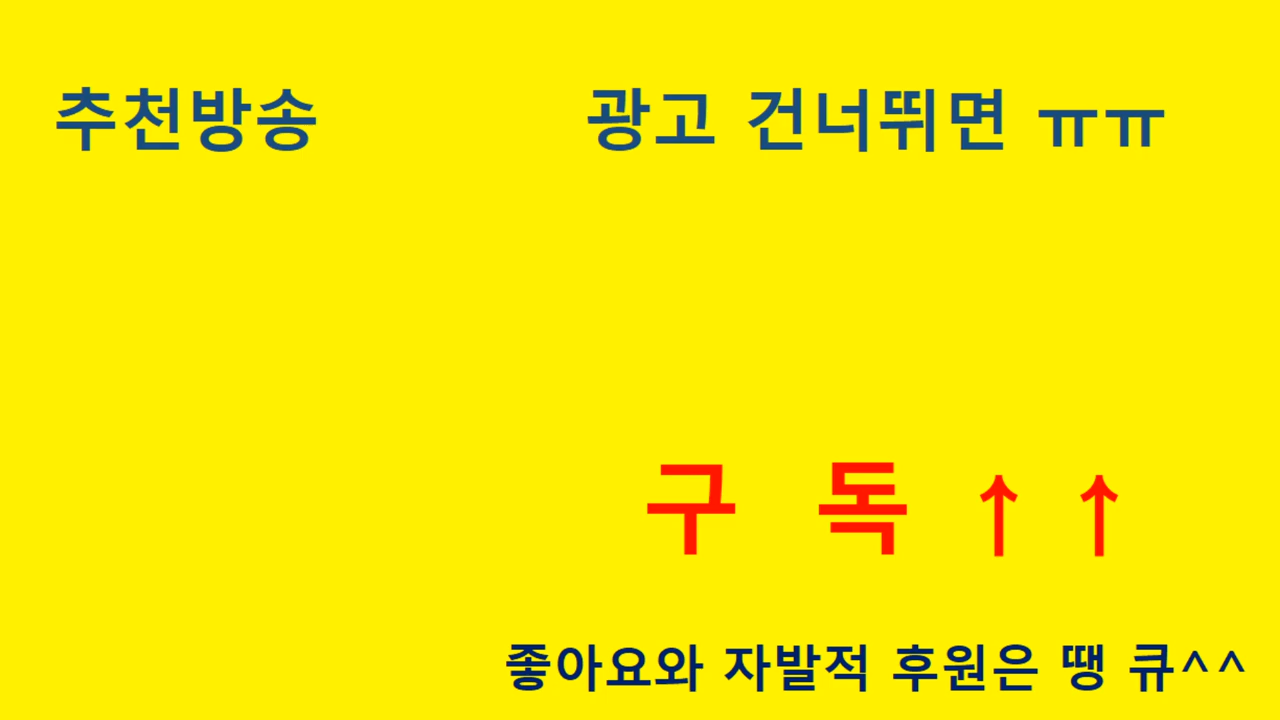 추천방송
광고 건너뛰면 ㅠㅠ
구 독 ↑ ↑
좋아요와 자발적 후원은 땡 큐^^